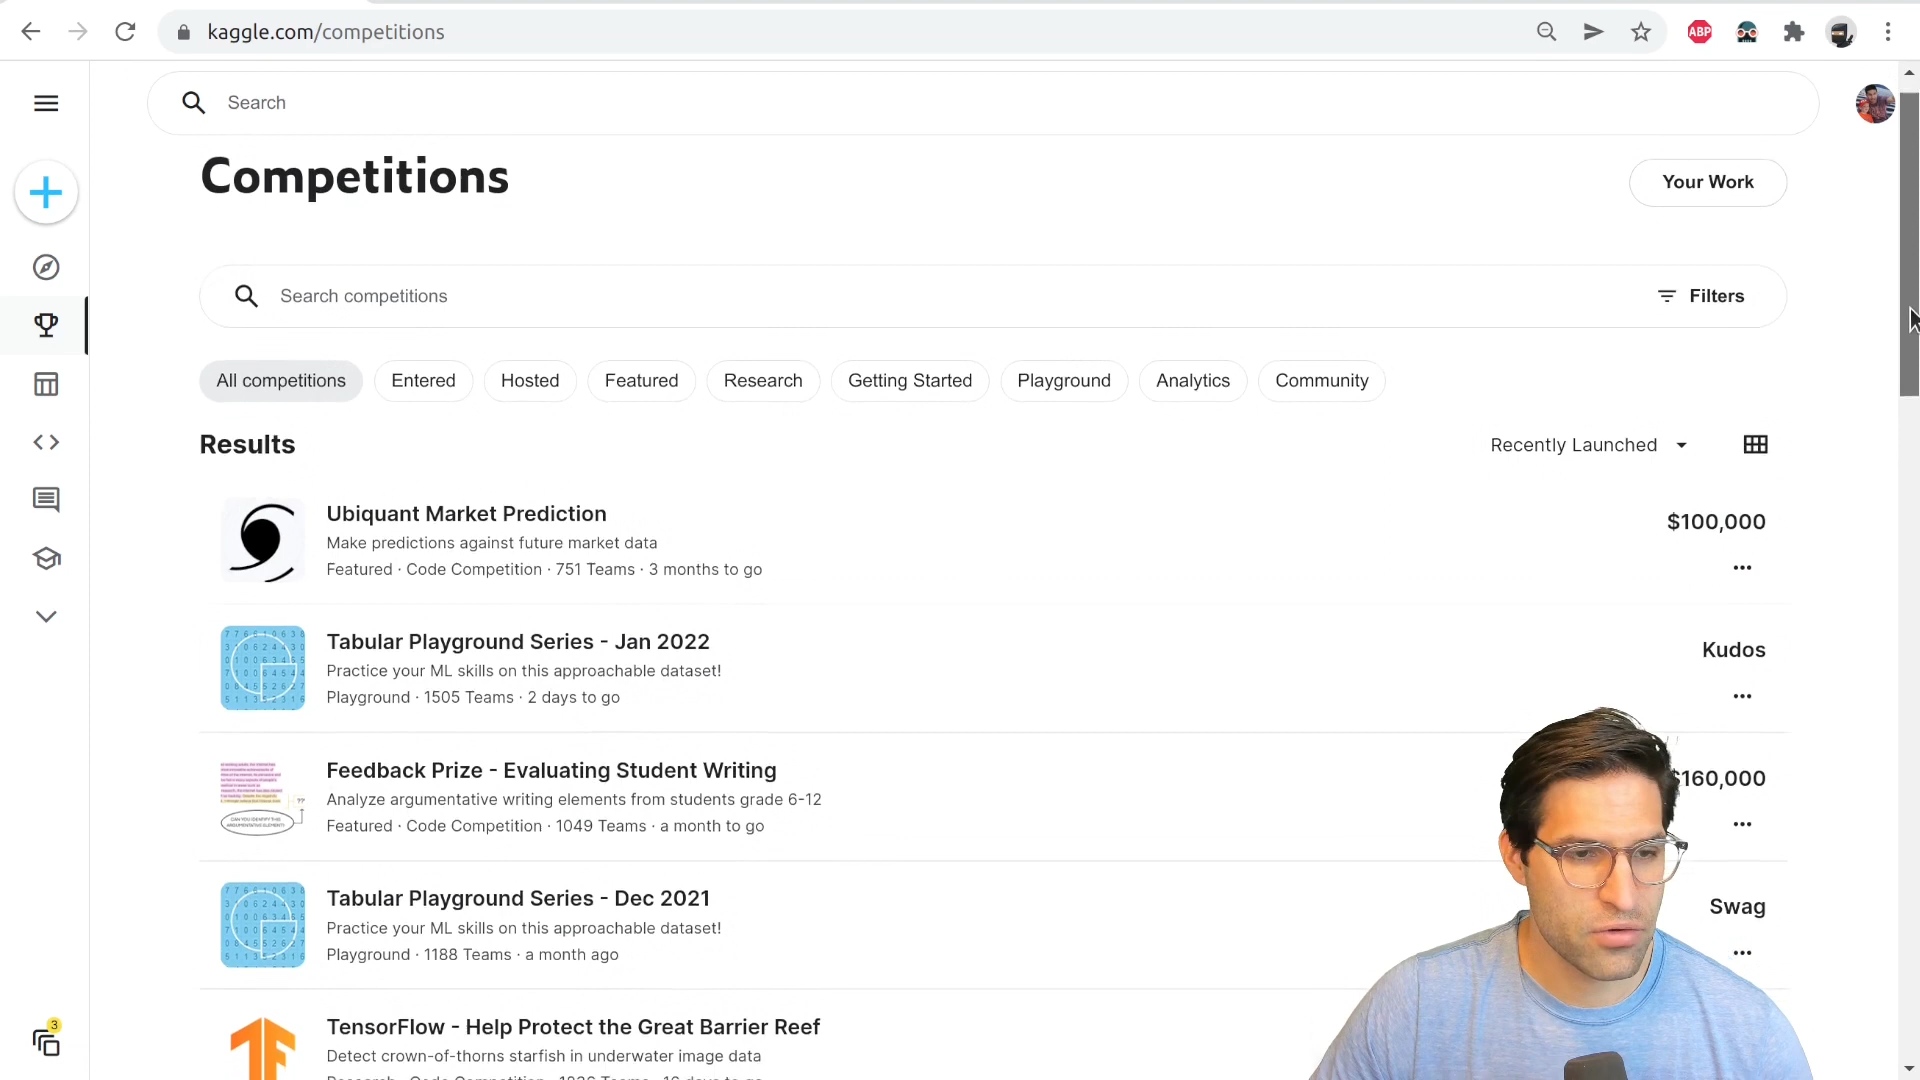 kaggle.com/competitions
ABP
Search
Competitions
Your Work
Search competitions
Filters
All competitions
Entered
Hosted
Featured
Research
Getting Started
Playground
Analytics
Community
Results
Recently Launched
Ubiquant Market Prediction
$100,000
Make predictions against future market data
Featured · Code Competition · 751 Teams · 3 months to go
Tabular Playground Series - Jan 2022
Kudos
Practice your ML skills on this approachable dataset!
Playground · 1505 Teams · 2 days to go
Feedback Prize - Evaluating Student Writing
$160,000
Analyze argumentative writing elements from students grade 6-12
Featured · Code Competition · 1049 Teams · a month to go
Tabular Playground Series - Dec 2021
Swag
Practice your ML skills on this approachable dataset!
Playground · 1188 Teams · a month ago
3
TensorFlow - Help Protect the Great Barrier Reef
Detect crown-of-thorns starfish in underwater image data